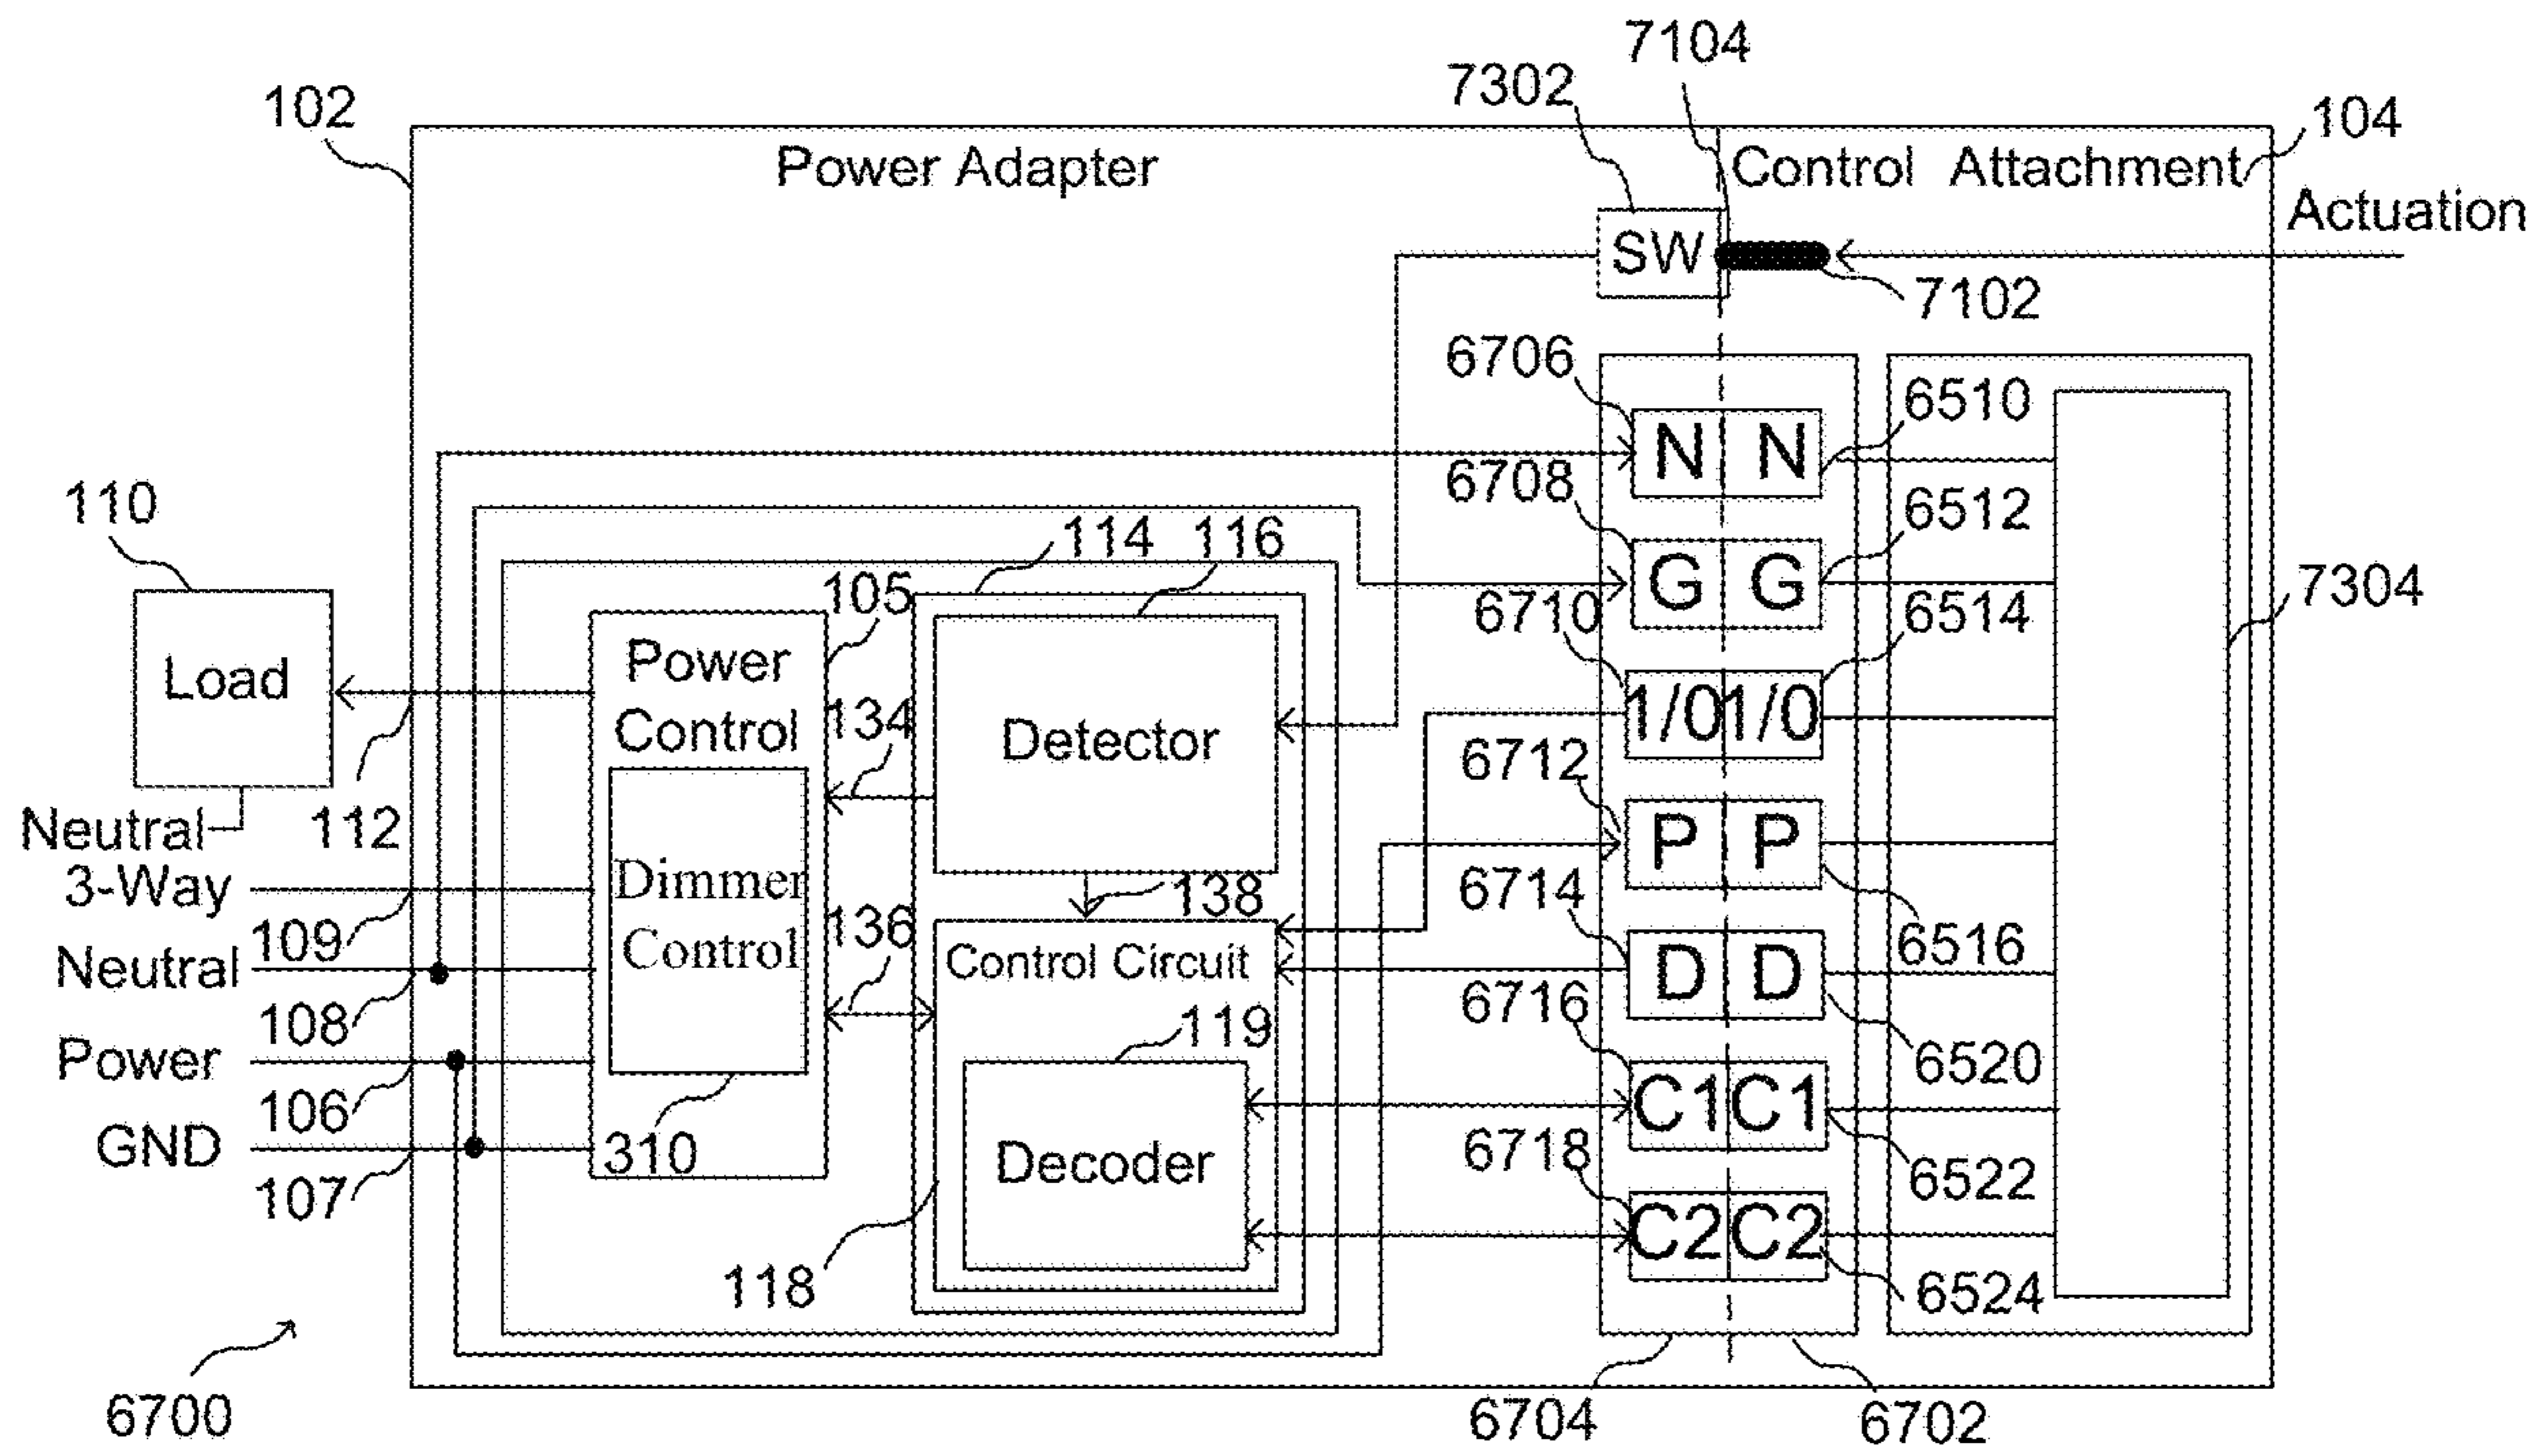 7104
7302
102
104
Power Adapter
Control Attachment
Actuation
SW
7102
6706
6510
N N
6708
6512
110
114 116
G G
105
7304
6710
6514
Power
Control
Load
134
1/0 1/0
Detector
6712
112
Neutral
P P
3-Way
Dimmer
Control
138
6714
136
109
6516
Neutral
Control Circuit
D D
108
6716
119
6520
Power
106
C1 C1
GND
310
Decoder
6718
6522
107
118
C2 C2
6524
6700
6704
6702